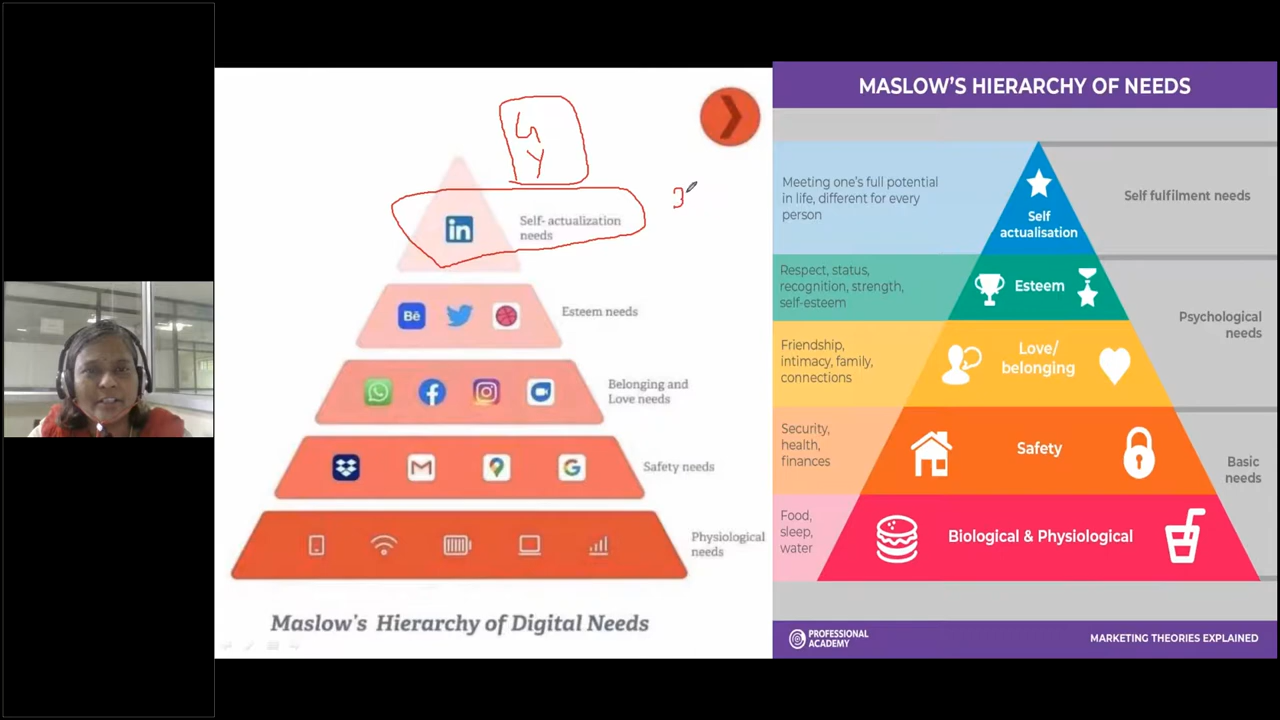 G
Y
3
in
Self- actualization
needs
Bē
Esteem needs
Belonging and
Love needs
G
Safety needs
Physiological
needs
Maslow's Hierarchy of Digital Needs
MASLOW'S HIERARCHY OF NEEDS
Meeting one's full potential
in life, different for every
person
Self
actualisation
Self fulfilment needs
Respect, status,
recognition, strength,
self-esteem
Esteem
Psychological
needs
Friendship,
intimacy, family,
connections
Love/
belonging
Security,
health,
finances
Safety
Basic
needs
Food,
sleep,
water
Biological & Physiological
PROFESSIONAL
ACADEMY
MARKETING THEORIES EXPLAINED